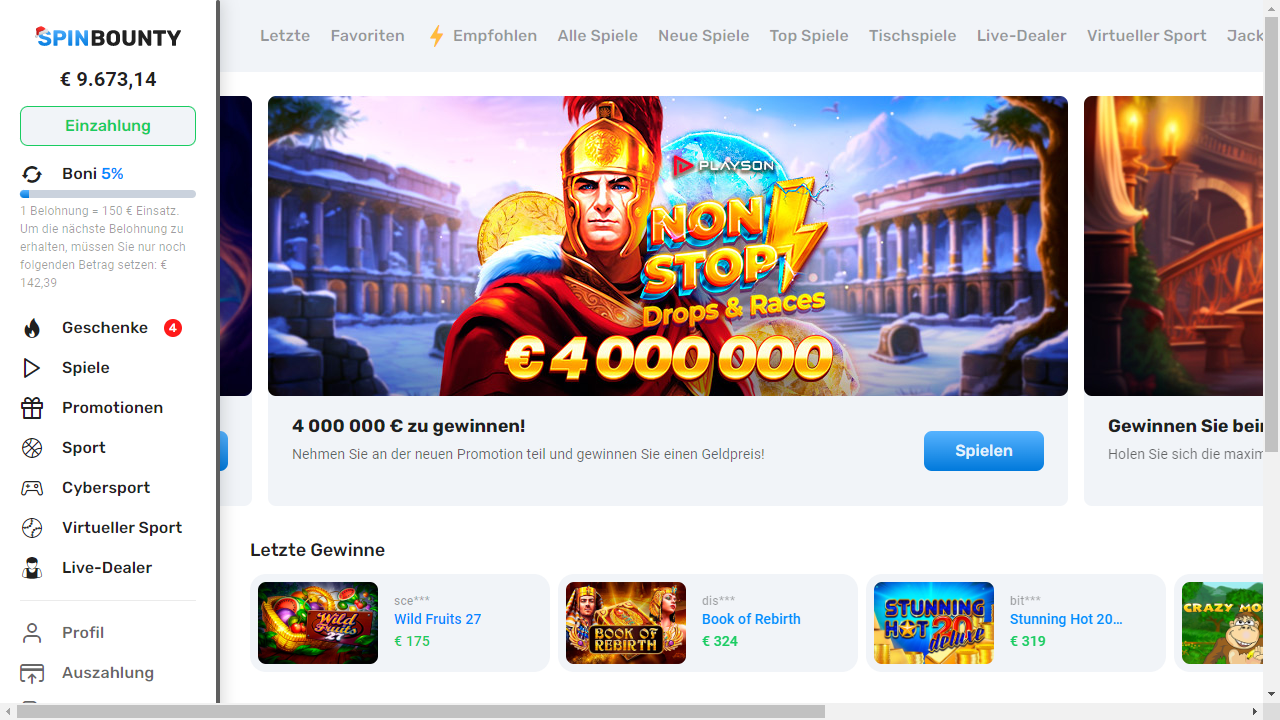 SPINBOUNTY
€ 9.673,14
Einzahlung
Boni 5%
1 Belohnung = 150 € Einsatz.
Um die nächste Belohnung zu
erhalten, müssen Sie nur noch
folgenden Betrag setzen: €
142,39
Geschenke 4
Spiele
Promotionen
Sport
Cybersport
Virtueller Sport
Live-Dealer
Profil
Auszahlung
Letzte Favoriten Empfohlen Alle Spiele Neue Spiele Top Spiele Tischspiele Live-Dealer Virtueller Sport Jack
PLAYSON
NON
STOP
Drops & Races
€ 4 000 000
4 000 000 € zu gewinnen!
Nehmen Sie an der neuen Promotion teil und gewinnen Sie einen Geldpreis!
Spielen
Gewinnen Sie bei
Holen Sie sich die maxim
Letzte Gewinne
Wild Fruits
27
sce***
Wild Fruits 27
€ 175
BOOK OF
REBIRTH
dis***
Book of Rebirth
€ 324
STUNNING
HOT 20
deluxe
bit***
Stunning Hot 20...
€ 319
CRAZY MO